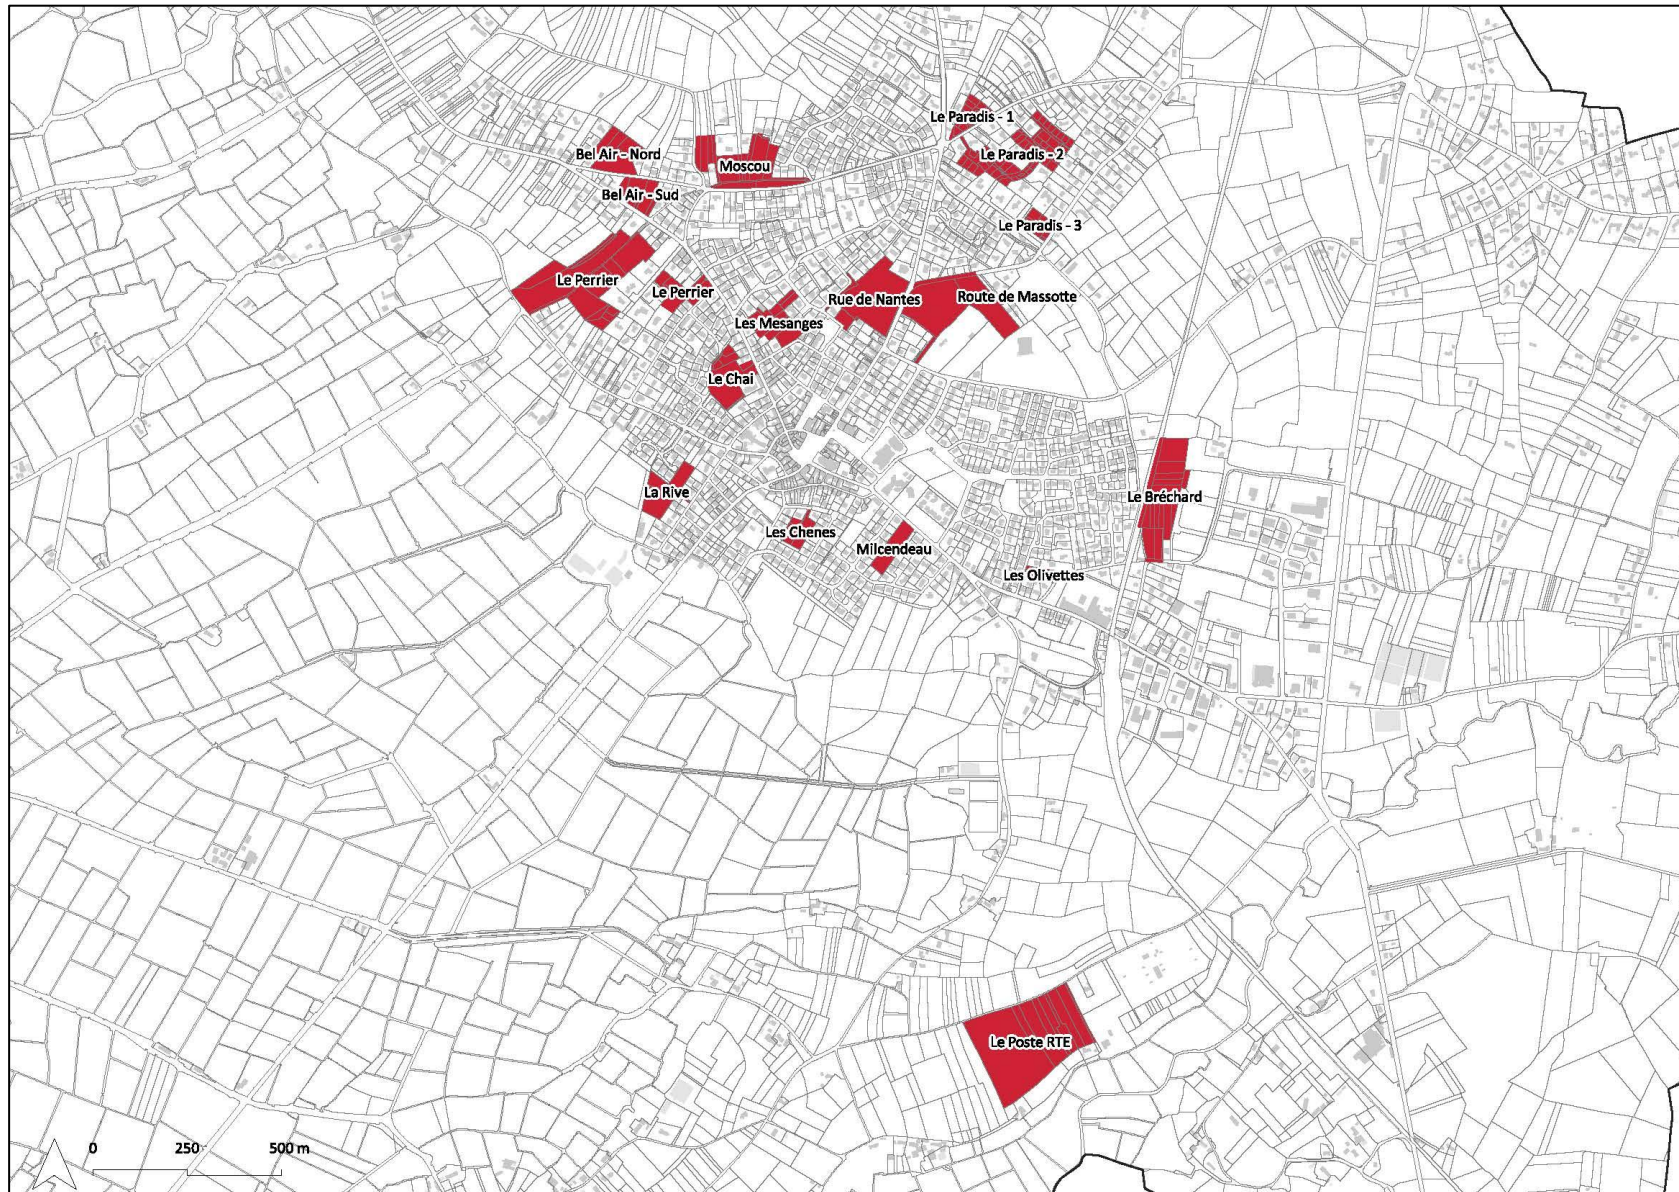 Le Paradis - 1
Bel Air - Nord
Moscou
Le Paradis - 2
Bel Air - Sud
Le Paradis - 3
Le Perrier
Le Perrier
Rue de Nantes
Route de Massotte
Les Mesanges
Le Chai
La Rive
Le Bréchard
Les Chenes
Milcendeau
Les Olivettes
Le Poste RTE
0 250 500 m